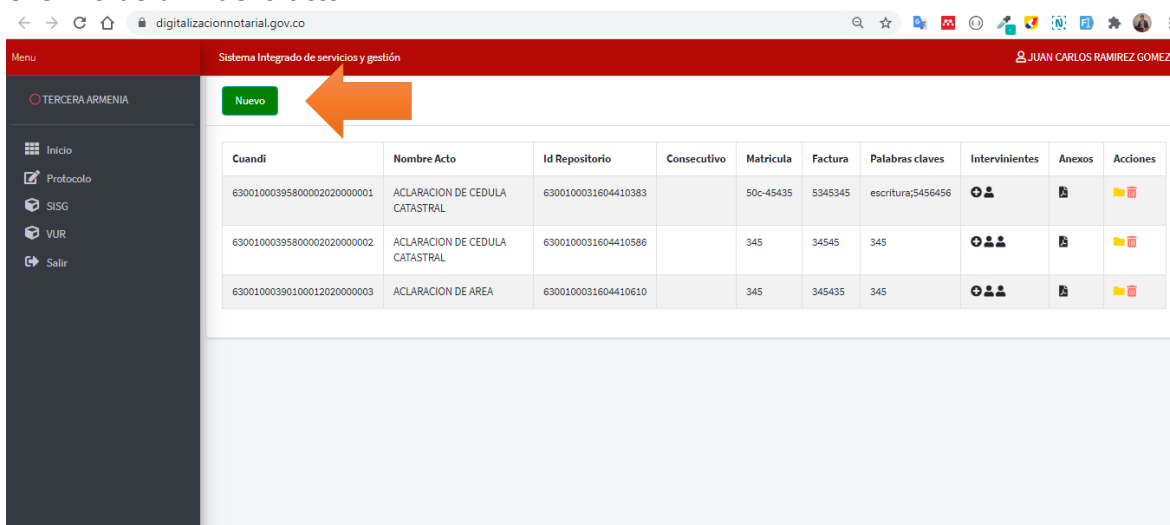 digitalizacionnotarial.gov.co
Menu
Sistema Integrado de servicios y gestión
JUAN CARLOS RAMIREZ GOMEZ
TERCERA ARMENIA
Nuevo
Inicio
Protocolo
SISG
VUR
Salir
Cuandi Nombre Acto Id Repositorio Consecutivo Matricula Factura Palabras claves Intervinientes Anexos Acciones
63001000395800002020000001 ACLARACION DE CEDULA CATASTRAL 6300100031604410383 50c-45435 5345345 escritura;5456456
63001000395800002020000002 ACLARACION DE CEDULA CATASTRAL 6300100031604410586 345 34545 345
63001000390100012020000003 ACLARACION DE AREA 6300100031604410610 345 345435 345